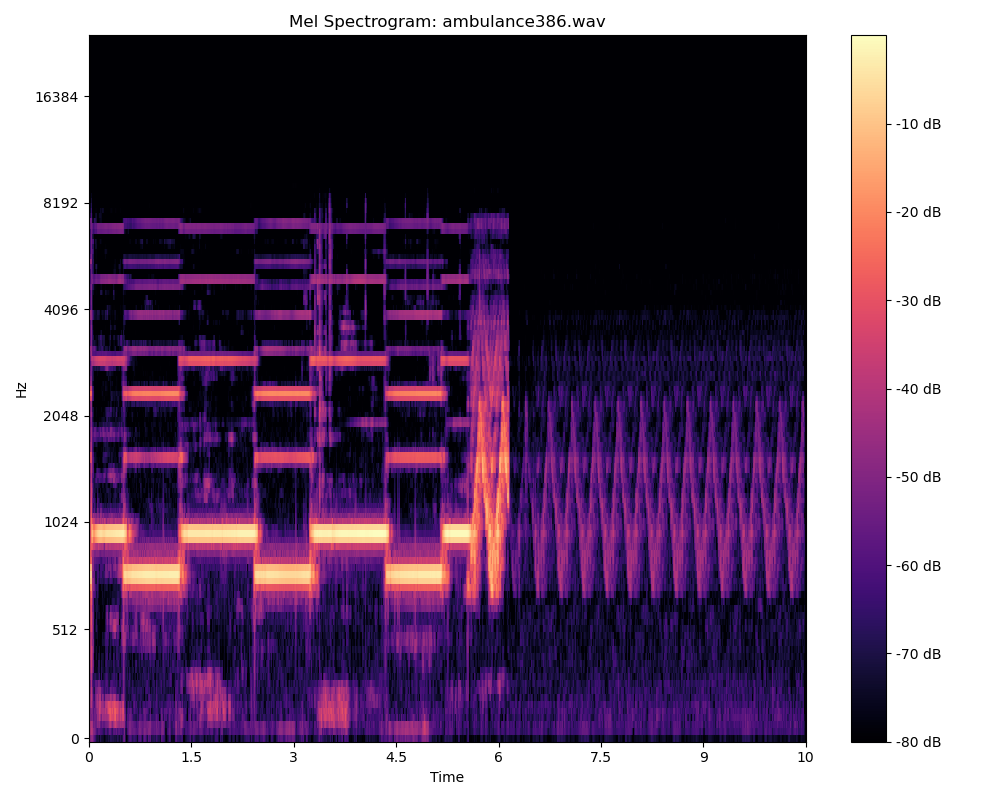 Mel Spectrogram: ambulance386.wav
Hz
16384
8192
4096
2048
1024
512
0
0 1.5 3 4.5 6 7.5 9 10
Time
-10 dB
-20 dB
-30 dB
-40 dB
-50 dB
-60 dB
-70 dB
-80 dB